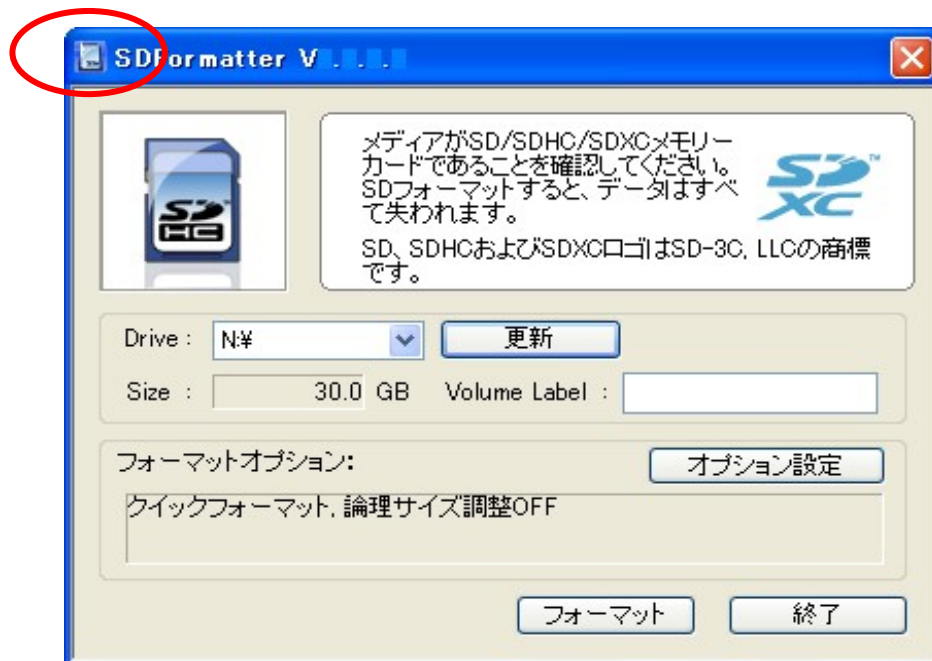 SDFormatter V . . .
メディアがSD/SDHC/SDXCメモリー
カードであることを確認してください。
SDフォーマットすると、データはすべ
て失われます。
SD、SDHCおよびSDXCロゴはSD-3C, LLCの商標
です。
SD
HC
SD
XC
TM
Drive :
N:¥
更新
Size :
30.0 GB
Volume Label :
フォーマットオプション:
オプション設定
クイックフォーマット, 論理サイズ調整OFF
フォーマット
終了